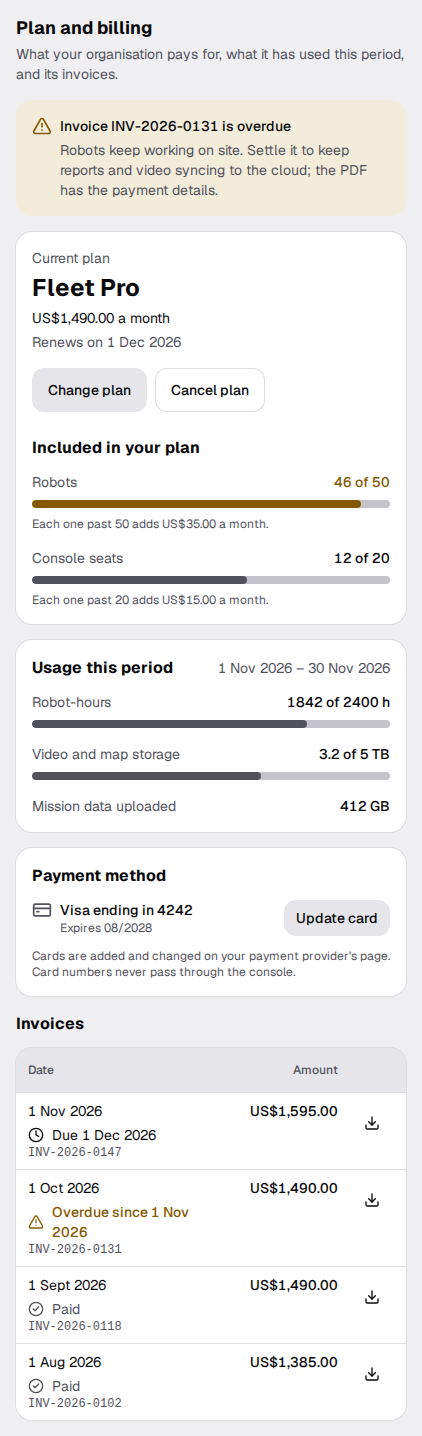 Plan and billing
What your organisation pays for, what it has used this period,
and its invoices.
Invoice INV-2026-0131 is overdue
Robots keep working on site. Settle it to keep
reports and video syncing to the cloud; the PDF
has the payment details.
Current plan
Fleet Pro
US$1,490.00 a month
Renews on 1 Dec 2026
Change plan
Cancel plan
Included in your plan
Robots 46 of 50
Each one past 50 adds US$35.00 a month.
Console seats 12 of 20
Each one past 20 adds US$15.00 a month.
Usage this period 1 Nov 2026 – 30 Nov 2026
Robot-hours 1842 of 2400 h
Video and map storage 3.2 of 5 TB
Mission data uploaded 412 GB
Payment method
Visa ending in 4242
Expires 08/2028
Update card
Cards are added and changed on your payment provider's page.
Card numbers never pass through the console.
Invoices
Date Amount
1 Nov 2026 US$1,595.00
Due 1 Dec 2026
INV-2026-0147
1 Oct 2026 US$1,490.00
Overdue since 1 Nov
2026
INV-2026-0131
1 Sept 2026 US$1,490.00
Paid
INV-2026-0118
1 Aug 2026 US$1,385.00
Paid
INV-2026-0102